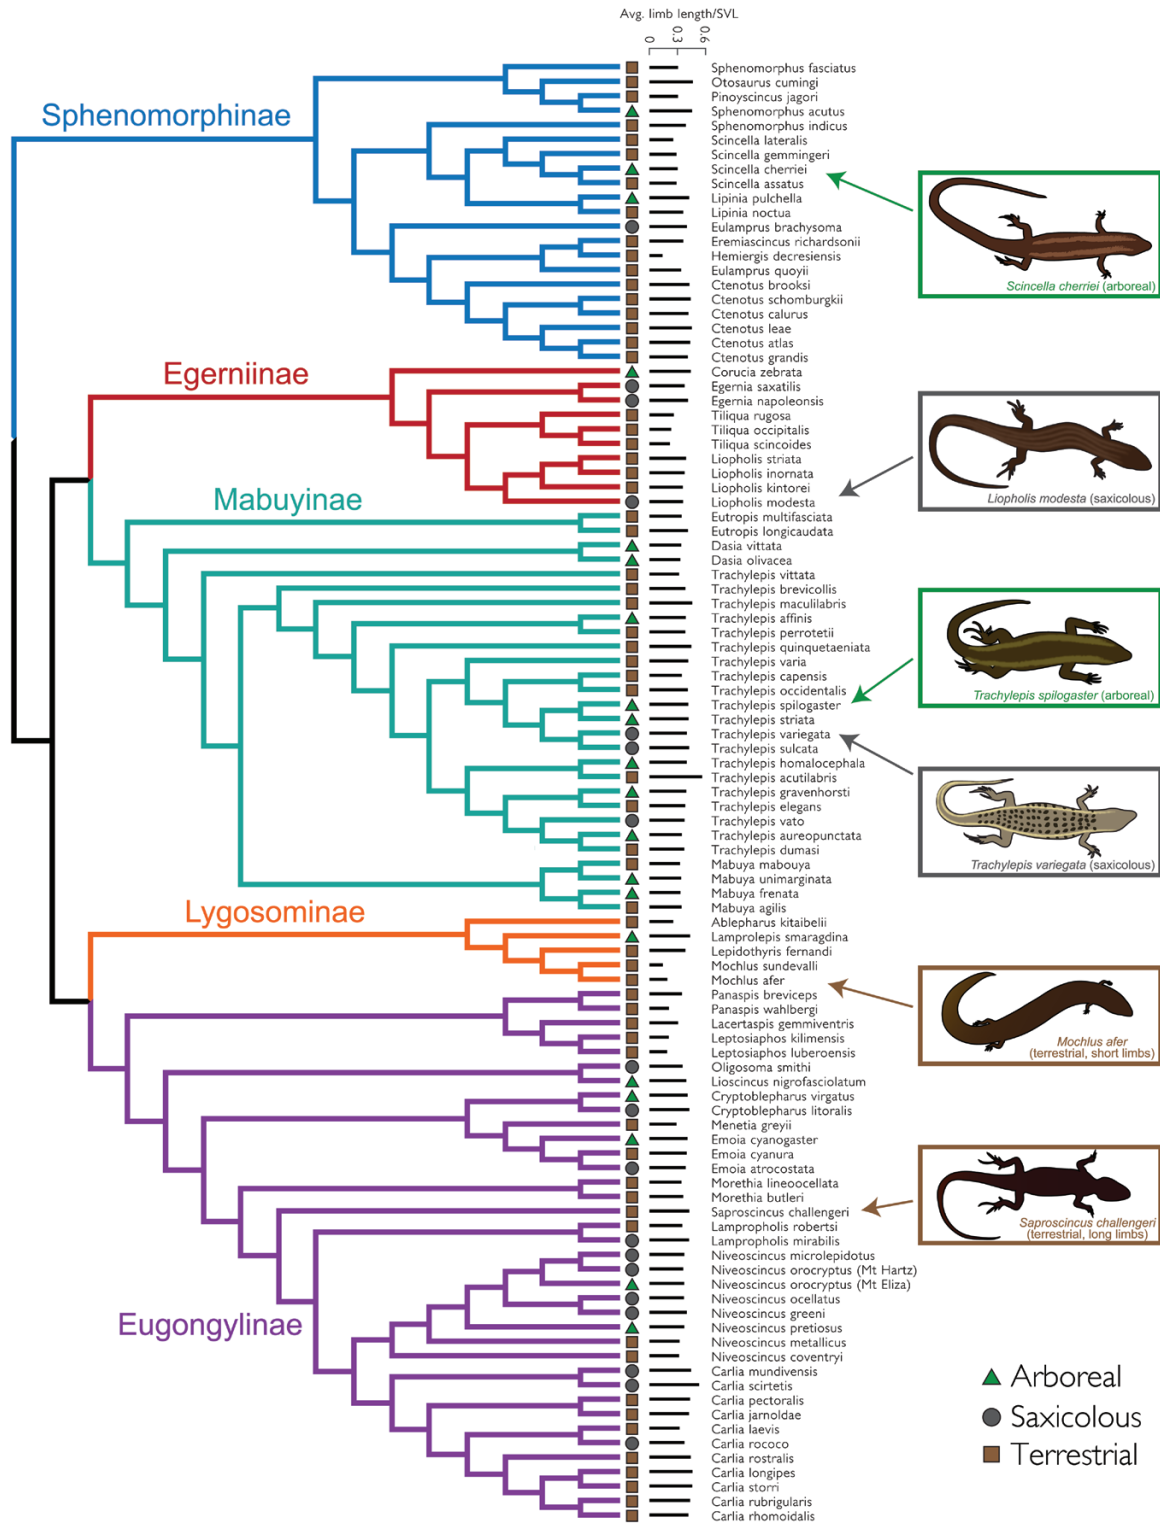 Avg. limb length/SVL
0 0.3 0.6
Sphenomorphinae
Egerniinae
Mabuyinae
Lygosominae
Eugongylinae
Sphenomorphus fasciatus
Otosaurus cumingi
Pinoyscincus jagori
Sphenomorphus acutus
Sphenomorphus indicus
Scincella lateralis
Scincella gemmingeri
Scincella cherriei
Scincella assatus
Lipinia pulchella
Lipinia noctua
Eulamprus brachysoma
Eremiascincus richardsonii
Hemiergis decresiensis
Eulamprus quoyii
Ctenotus brooksi
Ctenotus schomburgkii
Ctenotus calurus
Ctenotus leae
Ctenotus atlas
Ctenotus grandis
Corucia zebrata
Egernia saxatilis
Egernia napoleonsis
Tiliqua rugosa
Tiliqua occipitalis
Tiliqua scincoides
Liopholis striata
Liopholis inornata
Liopholis kintorei
Liopholis modesta
Eutropis multifasciata
Eutropis longicaudata
Dasia vittata
Dasia olivacea
Trachylepis vittata
Trachylepis brevicollis
Trachylepis maculilabris
Trachylepis affinis
Trachylepis perrotetii
Trachylepis quinquetaeniata
Trachylepis varia
Trachylepis capensis
Trachylepis occidentalis
Trachylepis spilogaster
Trachylepis striata
Trachylepis variegata
Trachylepis sulcata
Trachylepis homalocephala
Trachylepis acutilabris
Trachylepis gravenhorsti
Trachylepis elegans
Trachylepis vato
Trachylepis aureopunctata
Trachylepis dumasi
Mabuya mabouya
Mabuya unimarginata
Mabuya frenata
Mabuya agilis
Ablepharus kitaibelii
Lamprolepis smaragdina
Lepidothyris fernandi
Mochlus sundevalli
Mochlus afer
Panaspis breviceps
Panaspis wahlbergi
Lacertaspis gemmiventris
Leptosiaphos kilimensis
Leptosiaphos luberoensis
Oligosoma smithi
Lioscincus nigrofasciolatum
Cryptoblepharus virgatus
Cryptoblepharus litoralis
Menetia greyii
Emoia cyanogaster
Emoia cyanura
Emoia atrocostata
Morethia lineoocellata
Morethia butleri
Saproscincus challengeri
Lampropholis robertsi
Lampropholis mirabilis
Niveoscincus microlepidotus
Niveoscincus orocryptus (Mt Hartz)
Niveoscincus orocryptus (Mt Eliza)
Niveoscincus ocellatus
Niveoscincus greeni
Niveoscincus pretiosus
Niveoscincus metallicus
Niveoscincus coventryi
Carlia mundivensis
Carlia scirtetis
Carlia pectoralis
Carlia jarnoldae
Carlia laevis
Carlia rococo
Carlia rostralis
Carlia longipes
Carlia storri
Carlia rubrigularis
Carlia rhomoidalis
Scincella cherriei (arboreal)
Liopholis modesta (saxicolous)
Trachylepis spilogaster (arboreal)
Trachylepis variegata (saxicolous)
Mochlus afer
(terrestrial, short limbs)
Saproscincus challengeri
(terrestrial, long limbs)
Arboreal
Saxicolous
Terrestrial